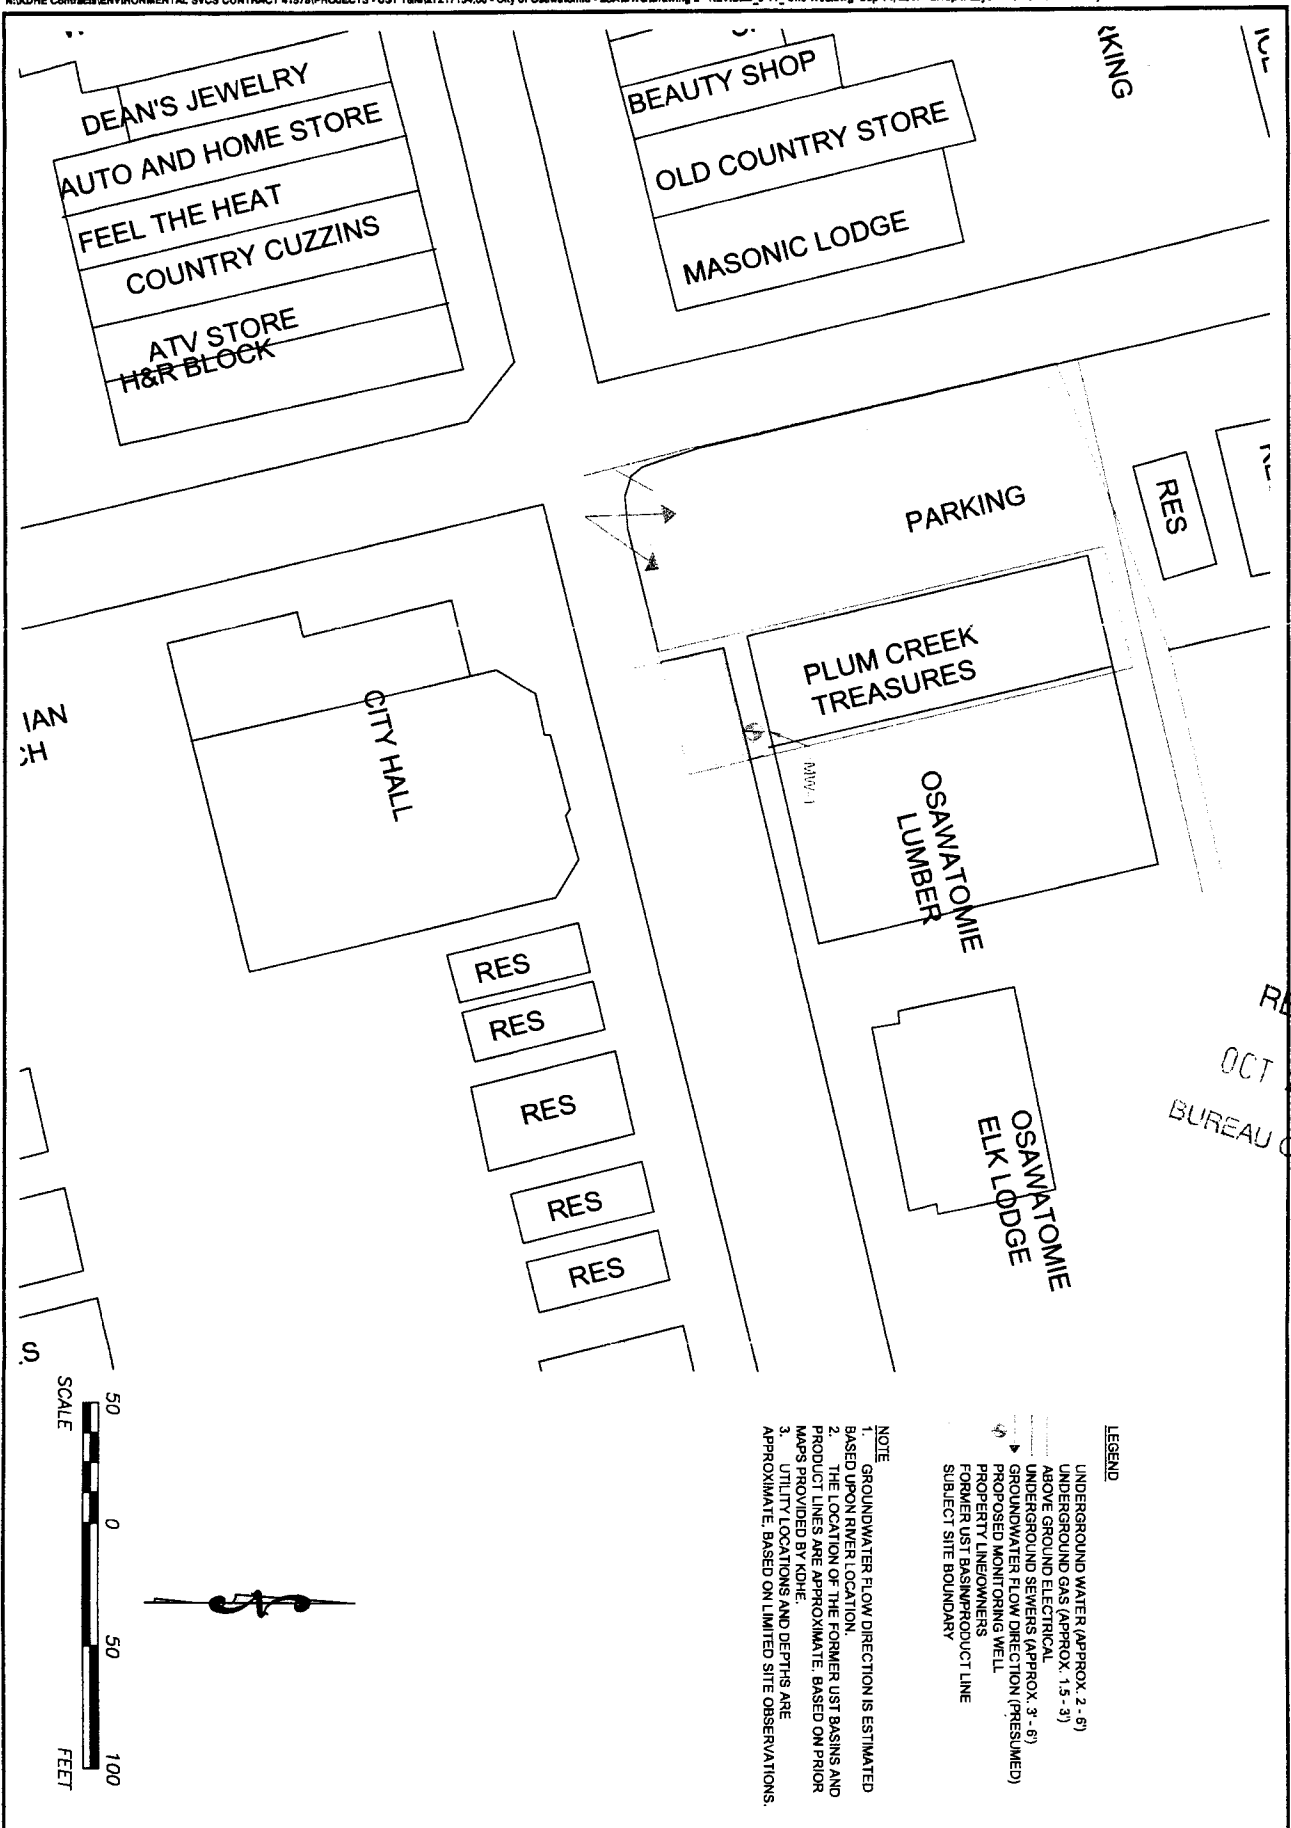 DEAN'S JEWELRY
AUTO AND HOME STORE
FEEL THE HEAT
COUNTRY CUZZINS
ATV STORE
H&R BLOCK
BEAUTY SHOP
OLD COUNTRY STORE
MASONIC LODGE
RKING
PARKING
RES
PLUM CREEK
TREASURES
MW-1
OSAWATOMIE
LUMBER
CITY HALL
IAN
CH
RES
RES
RES
RES
RES
OSAWATOMIE
ELK LODGE
RE
OCT
BUREAU
S.
LEGEND
UNDERGROUND WATER (APPROX. 2 - 6')
UNDERGROUND GAS (APPROX. 1.5 - 3')
ABOVE GROUND ELECTRICAL
UNDERGROUND SEWERS (APPROX. 3' - 6')
GROUNDWATER FLOW DIRECTION (PRESUMED)
PROPOSED MONITORING WELL
PROPERTY LINE/OWNERS
FORMER UST BASIN/PRODUCT LINE
SUBJECT SITE BOUNDARY
NOTE
1. GROUNDWATER FLOW DIRECTION IS ESTIMATED
BASED UPON RIVER LOCATION.
2. THE LOCATION OF THE FORMER UST BASINS AND
PRODUCT LINES ARE APPROXIMATE, BASED ON PRIOR
MAPS PROVIDED BY KDHE.
3. UTILITY LOCATIONS AND DEPTHS ARE
APPROXIMATE, BASED ON LIMITED SITE OBSERVATIONS.
50 0 50 100
SCALE FEET